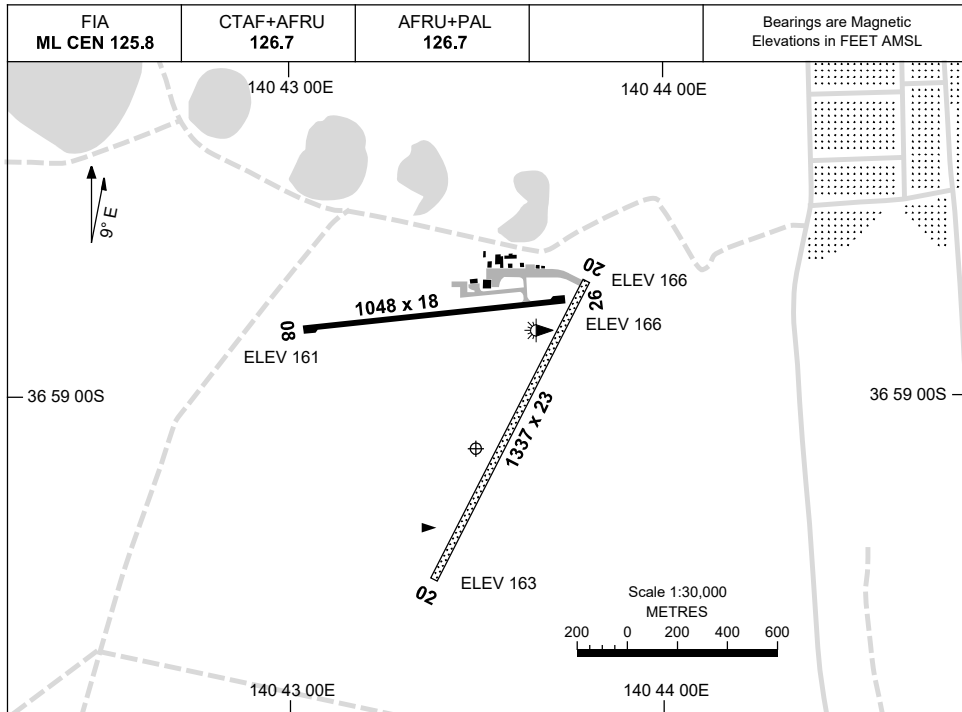 FIA
ML CEN 125.8
CTAF+AFRU
126.7
AFRU+PAL
126.7
Bearings are Magnetic
Elevations in FEET AMSL
140 43 00E
140 44 00E
9° E
20
ELEV 166
1048 x 18
26
08
ELEV 166
ELEV 161
36 59 00S
36 59 00S
1337 x 23
ELEV 163
02
Scale 1:30,000
METRES
200 0 200 400 600
140 43 00E
140 44 00E